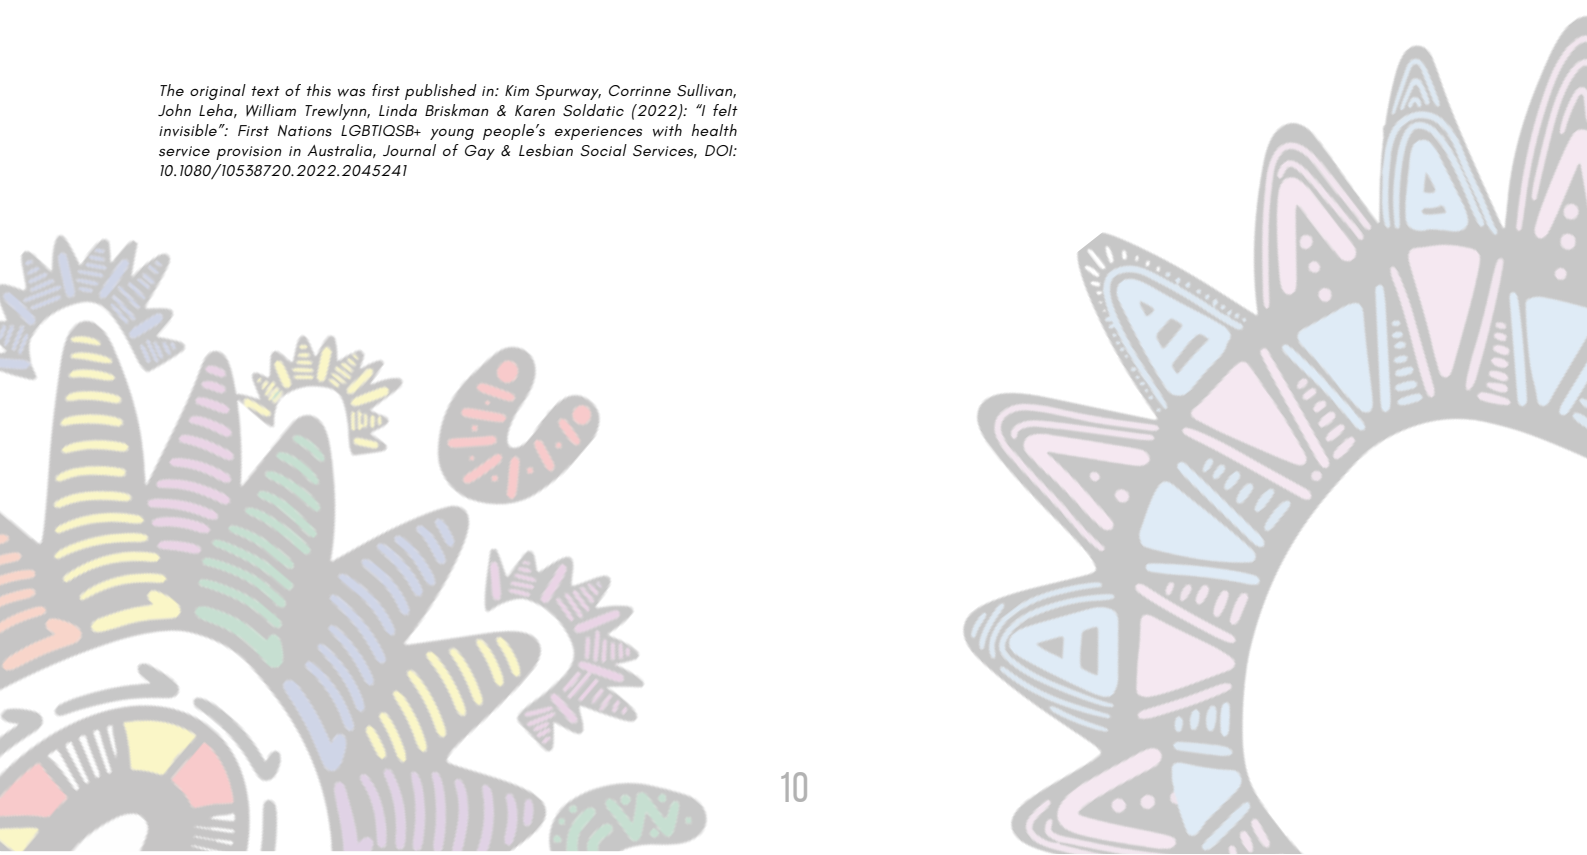 The original text of this was first published in: Kim Spurway, Corrinne Sullivan,
John Leha, William Trewlynn, Linda Briskman & Karen Soldatic (2022): “I felt
invisible”: First Nations LGBTIQSB+ young people’s experiences with health
service provision in Australia, Journal of Gay & Lesbian Social Services, DOI:
10.1080/10538720.2022.2045241
10